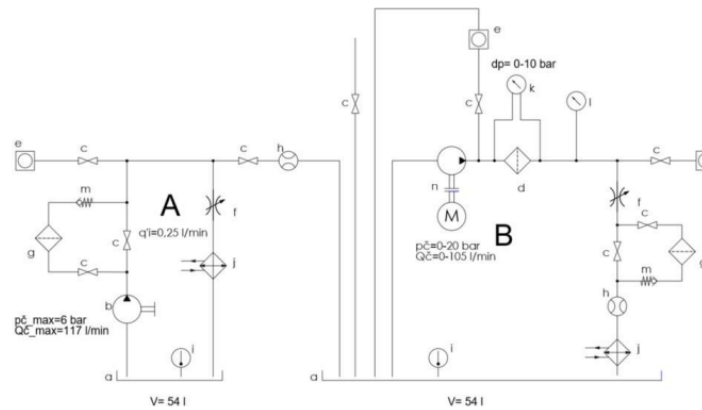 e
dp= 0-10 bar
k
l
c
c
e
c
c
h
c
m
A
q'i=0,25 l/min
f
n
d
M
B
pč=0-20 bar
Qč=0-105 l/min
f
c
g
c
c
j
c
g
m
b
h
pč_max=6 bar
Qč_max=117 l/min
i
i
j
a
a
V= 54 l
V= 54 l